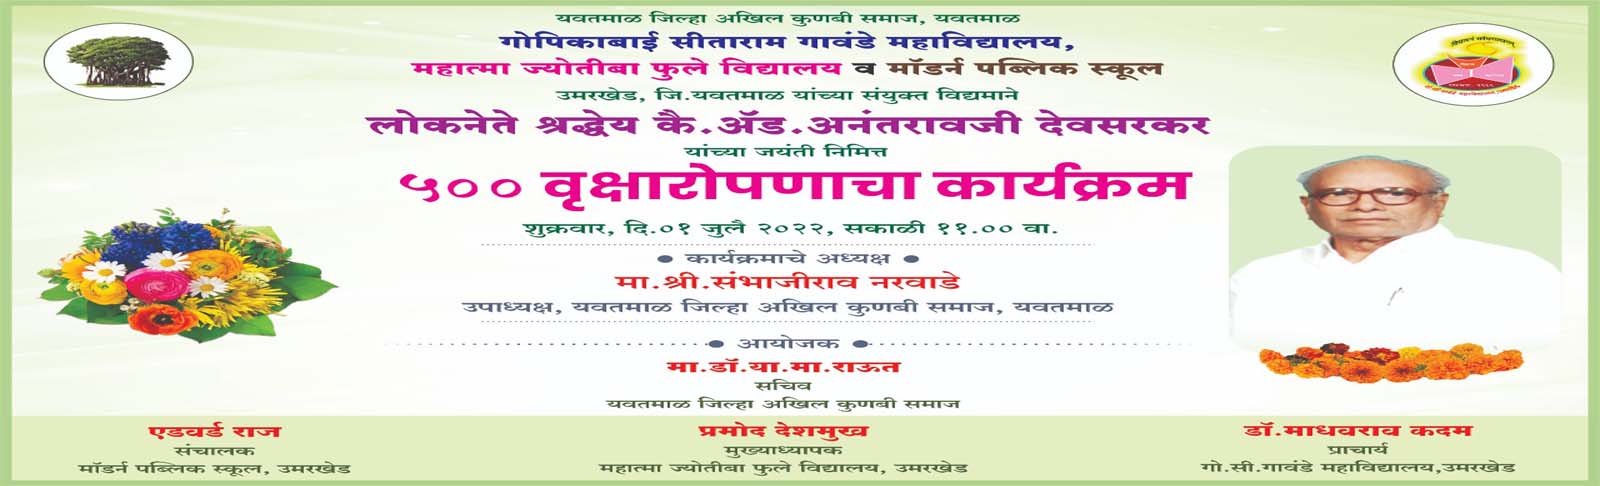 यवतमाळ जिल्हा अखिल कुणबी समाज, यवतमाळ
गोपिकाबाई सीताराम गावंडे महाविद्यालय,
महात्मा ज्योतीबा फुले विद्यालय व मॉडर्न पब्लिक स्कूल
उमरखेड, जि.यवतमाळ यांच्या संयुक्त विद्यमाने
लोकनेते श्रद्धेय कै.ॲड.अनंतरावजी देवसरकर
यांच्या जयंती निमित्त
५०० वृक्षारोपणाचा कार्यक्रम
शुक्रवार, दि.०१ जुलै २०२२, सकाळी ११.०० वा.
● कार्यक्रमाचे अध्यक्ष ●
मा.श्री.संभाजीराव नरवाडे
उपाध्यक्ष, यवतमाळ जिल्हा अखिल कुणबी समाज, यवतमाळ
● आयोजक ●
मा.डॉ.या.मा.राऊत
सचिव
यवतमाळ जिल्हा अखिल कुणबी समाज
एडवर्ड राज
संचालक
मॉडर्न पब्लिक स्कूल, उमरखेड
प्रमोद देशमुख
मुख्याध्यापक
महात्मा ज्योतीबा फुले विद्यालय, उमरखेड
डॉ.माधवराव कदम
प्राचार्य
गो.सी.गावंडे महाविद्यालय,उमरखेड